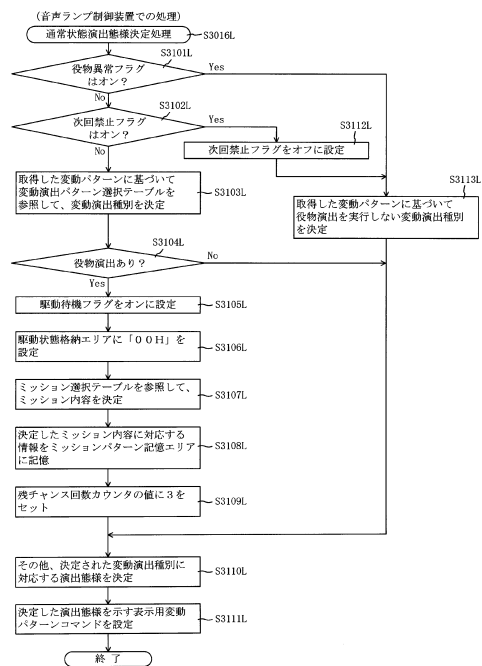 (音声ランプ制御装置での処理)
通常状態演出態様決定処理
S3016L
S3101L
役物異常フラグ
はオン?
Yes
No
S3102L
次回禁止フラグ
はオン?
Yes
No
S3112L
次回禁止フラグをオフに設定
取得した変動パターンに基づいて
変動演出パターン選択テーブルを
参照して、変動演出種別を決定
S3103L
S3113L
取得した変動パターンに基づいて
役物演出を実行しない変動演出種別
を決定
S3104L
役物演出あり?
No
Yes
駆動待機フラグをオンに設定
S3105L
駆動状態格納エリアに「00H」を
設定
S3106L
ミッション選択テーブルを参照して、
ミッション内容を決定
S3107L
決定したミッション内容に対応する
情報をミッションパターン記憶エリア
に記憶
S3108L
残チャンス回数カウンタの値に3を
セット
S3109L
その他、決定された変動演出種別に
対応する演出態様を決定
S3110L
決定した演出態様を示す表示用変動
パターンコマンドを設定
S3111L
終了